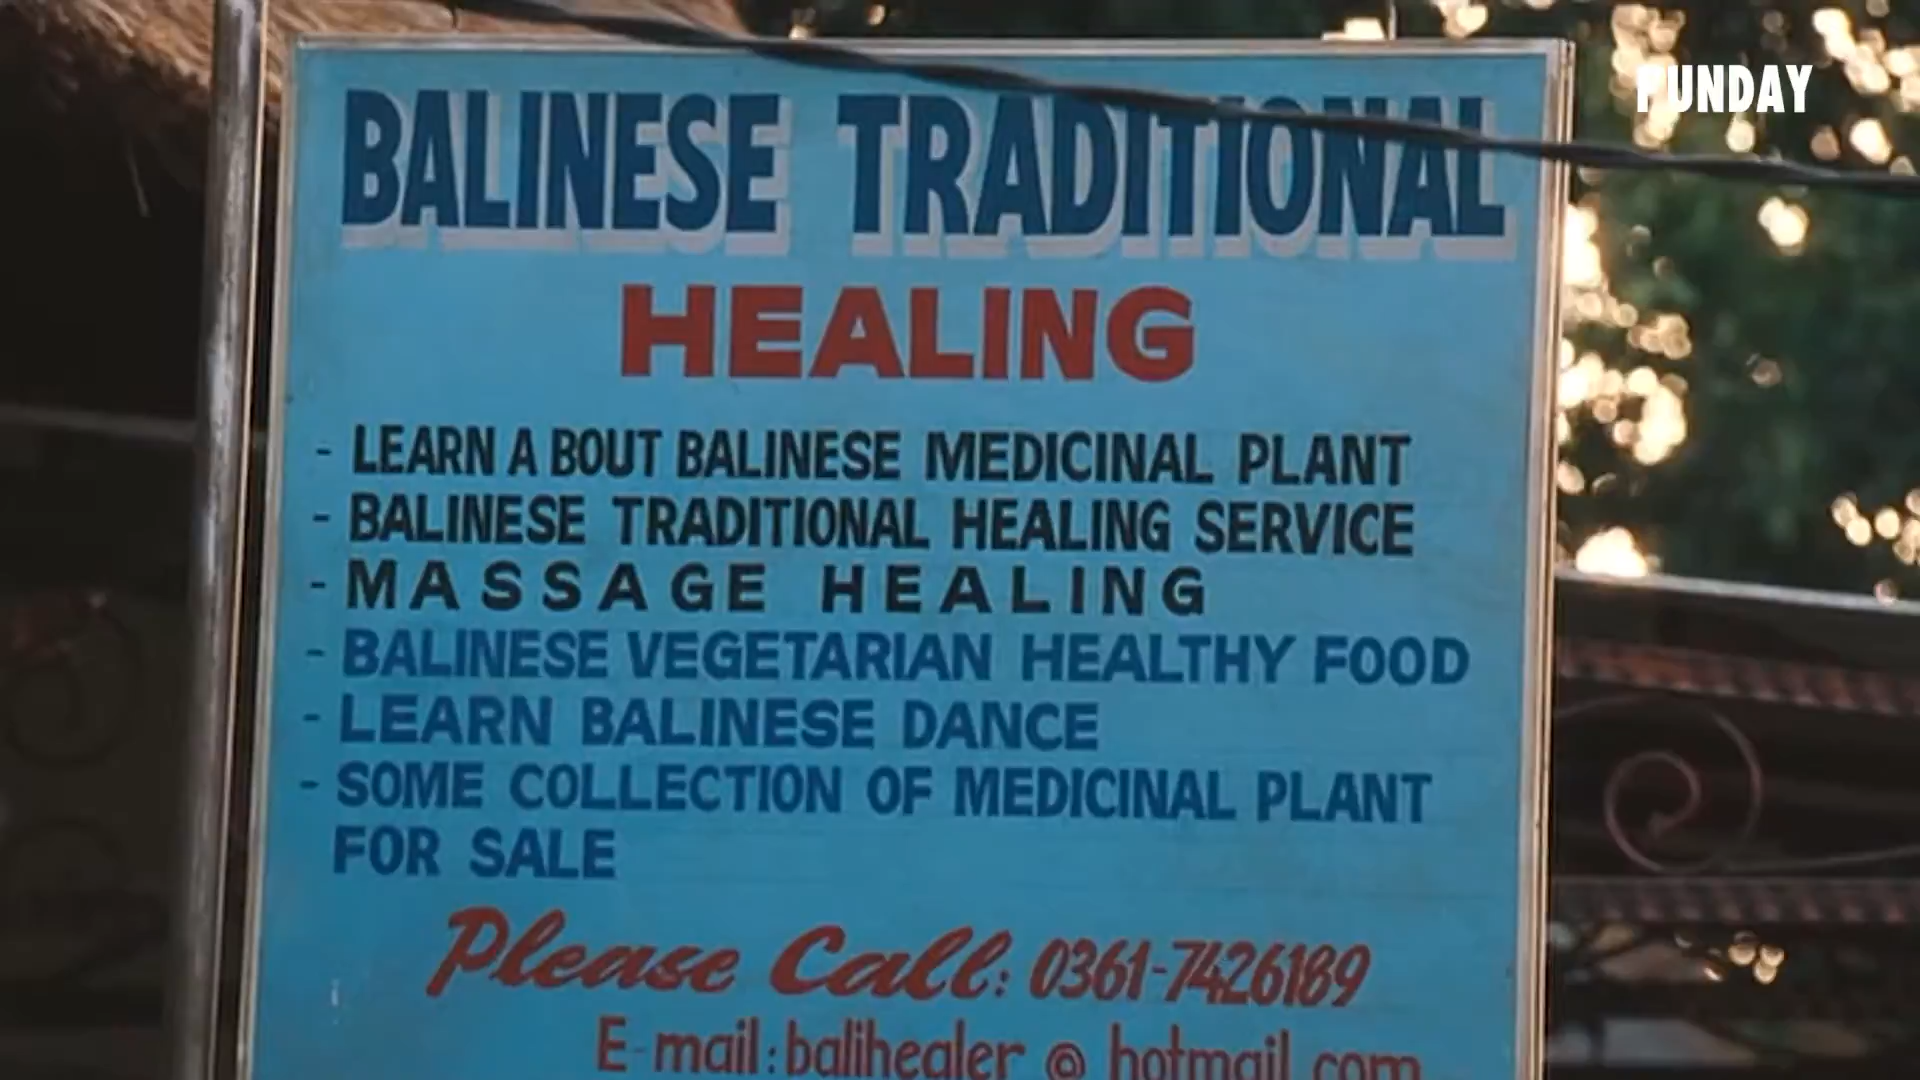 FUNDAY
BALINESE TRADITIONAL
HEALING
- LEARN A BOUT BALINESE MEDICINAL PLANT
- BALINESE TRADITIONAL HEALING SERVICE
- MASSAGE HEALING
- BALINESE VEGETARIAN HEALTHY FOOD
- LEARN BALINESE DANCE
- SOME COLLECTION OF MEDICINAL PLANT
FOR SALE
Please Call: 0361-7426189
E-mail: balihealer @ hotmail.com